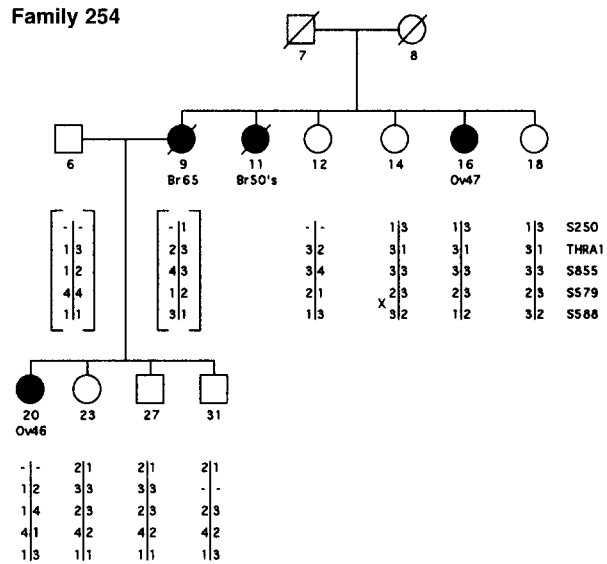 Family 254
7 8
6 9 11 12 14 16 18
Br65 Br50's Ov47
- - - 1 - - 1 3 1 3 1 3 S250
1 3 2 3 3 2 3 1 3 1 3 1 THRA1
1 2 4 3 3 4 3 3 3 3 3 3 S855
4 4 1 2 2 1 2 3 2 3 2 3 S579
X
1 1 3 1 1 3 3 2 1 2 3 2 S588
20 23 27 31
Ov46
- - 2 1 2 1 2 1
1 2 3 3 3 3 - -
1 4 2 3 2 3 2 3
4 1 4 2 4 2 4 2
1 3 1 1 1 1 1 3